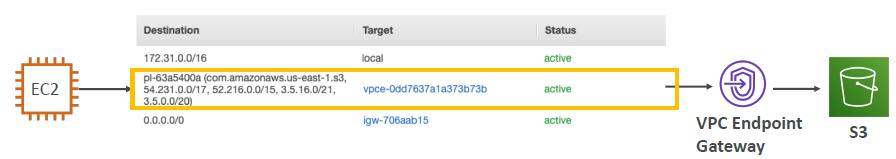 Destination Target Status
172.31.0.0/16 local active
pl-63a5400a (com.amazonaws.us-east-1.s3,
54.231.0.0/17, 52.216.0.0/15, 3.5.16.0/21,
3.5.0.0/20)
vpce-0dd7637a1a373b73b active
0.0.0.0/0 igw-706aab15 active
EC2
VPC Endpoint
Gateway
S3